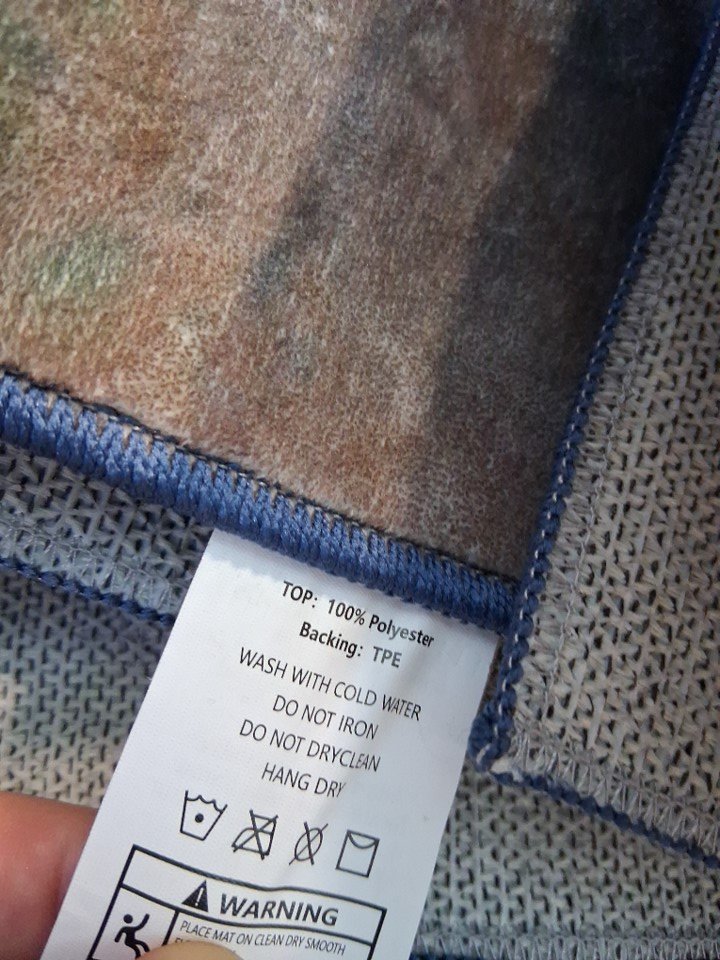 TOP: 100% Polyester
Backing: TPE
WASH WITH COLD WATER
DO NOT IRON
DO NOT DRYCLEAN
HANG DRY
WARNING
PLACE MAT ON CLEAN DRY SMOOTH